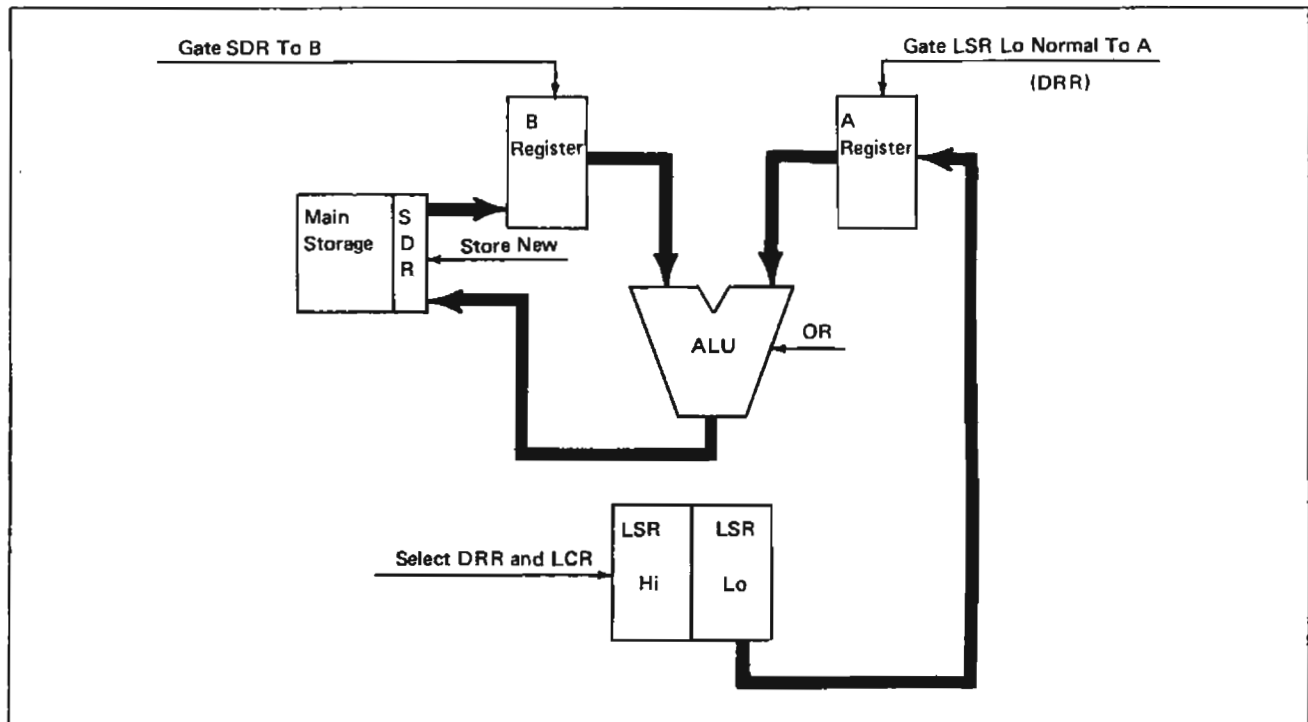 Gate SDR To B
Gate LSR Lo Normal To A
(DRR)
B
Register
A
Register
Main
Storage
S
D
R
Store New
ALU
OR
Select DRR and LCR
LSR
Hi
LSR
Lo